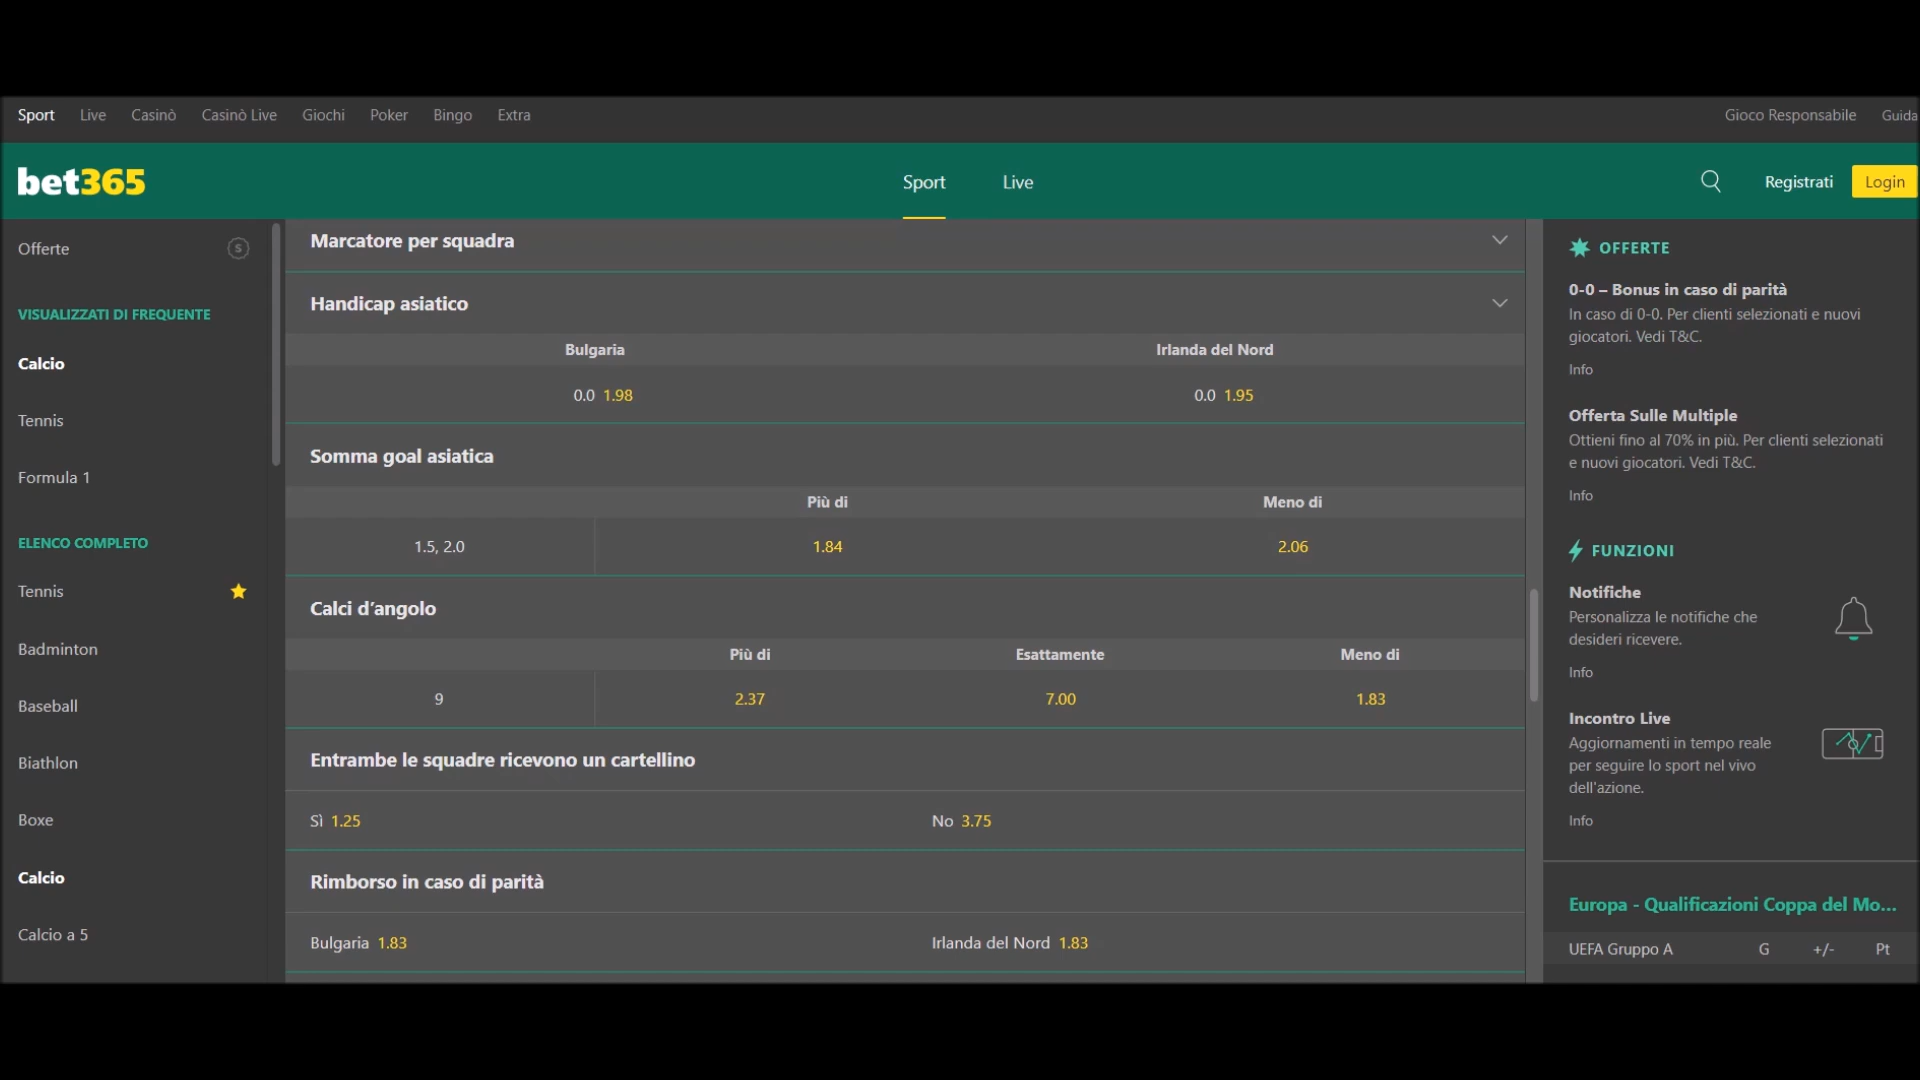 Sport Live Casinò Casinò Live Giochi Poker Bingo Extra Gioco Responsabile Guida
bet365 Sport Live Registrati Login
Offerte S
VISUALIZZATI DI FREQUENTE
Calcio
Tennis
Formula 1
ELENCO COMPLETO
Tennis
Badminton
Baseball
Biathlon
Boxe
Calcio
Calcio a 5
Marcatore per squadra
Handicap asiatico
Bulgaria Irlanda del Nord
0.0 1.98 0.0 1.95
Somma goal asiatica
Più di Meno di
1.5, 2.0 1.84 2.06
Calci d’angolo
Più di Esattamente Meno di
9 2.37 7.00 1.83
Entrambe le squadre ricevono un cartellino
Sì 1.25 No 3.75
Rimborso in caso di parità
Bulgaria 1.83 Irlanda del Nord 1.83
OFFERTE
0-0 – Bonus in caso di parità
In caso di 0-0. Per clienti selezionati e nuovi
giocatori. Vedi T&C.
Info
Offerta Sulle Multiple
Ottieni fino al 70% in più. Per clienti selezionati
e nuovi giocatori. Vedi T&C.
Info
FUNZIONI
Notifiche
Personalizza le notifiche che
desideri ricevere.
Info
Incontro Live
Aggiornamenti in tempo reale
per seguire lo sport nel vivo
dell'azione.
Info
Europa - Qualificazioni Coppa del Mo...
UEFA Gruppo A G +/- Pt